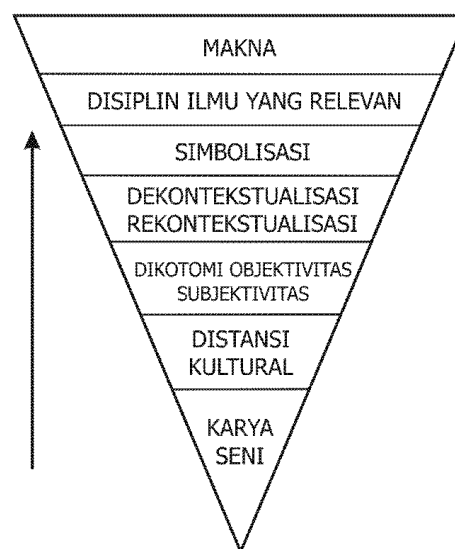 MAKNA
DISIPLIN ILMU YANG RELEVAN
SIMBOLISASI
DEKONTEKSTUALISASI
REKONTEKSTUALISASI
DIKOTOMI OBJEKTIVITAS
SUBJEKTIVITAS
DISTANSI
KULTURAL
KARYA
SENI